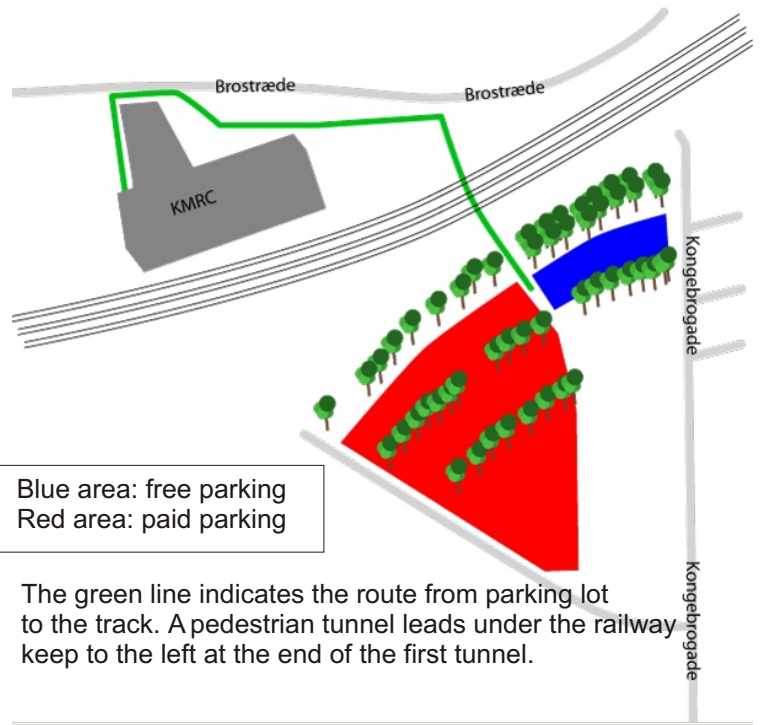 Brostræde
Brostræde
KMRC
Kongebrogade
Blue area: free parking
Red area: paid parking
Kongebrogade
The green line indicates the route from parking lot
to the track. A pedestrian tunnel leads under the railway
keep to the left at the end of the first tunnel.